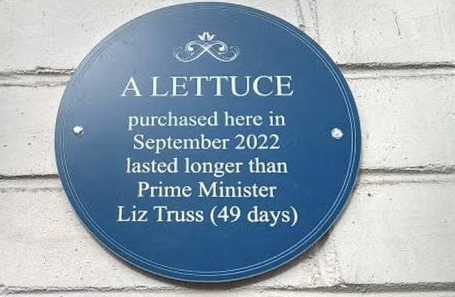 A LETTUCE
purchased here in
September 2022
lasted longer than
Prime Minister
Liz Truss (49 days)